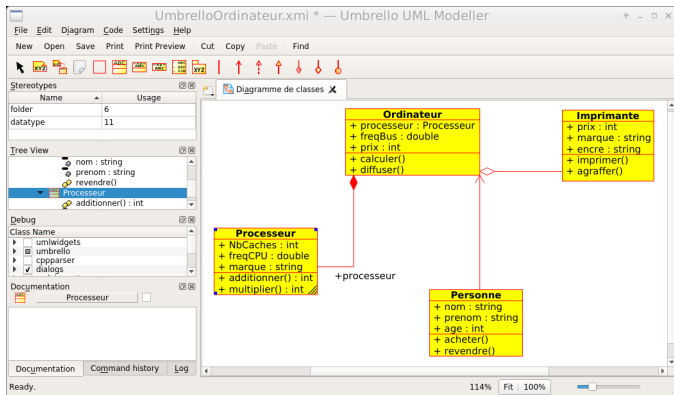 UmbrelloOrdinateur.xmi * — Umbrello UML Modeller
File Edit Diagram Code Settings Help
New Open Save Print Print Preview Cut Copy Paste Find
Stereotypes
Name Usage
folder 6
datatype 11
Tree View
nom : string
prenom : string
revendre()
Processeur
additionner() : int
Debug
Class Name
umlwidgets
umbrello
cppparser
dialogs
Documentation
Processeur
Documentation Command history Log
Diagramme de classes
Ordinateur
+ processeur : Processeur
+ freqBus : double
+ prix : int
+ calculer()
+ diffuser()
Imprimante
+ prix : int
+ marque : string
+ encre : string
+ imprimer()
+ agraffer()
Processeur
+ NbCaches : int
+ freqCPU : double
+ marque : string
+ additionner() : int
+ multiplier() : int
+processeur
Personne
+ nom : string
+ prenom : string
+ age : int
+ acheter()
+ revendre()
Ready. 114% Fit 100%